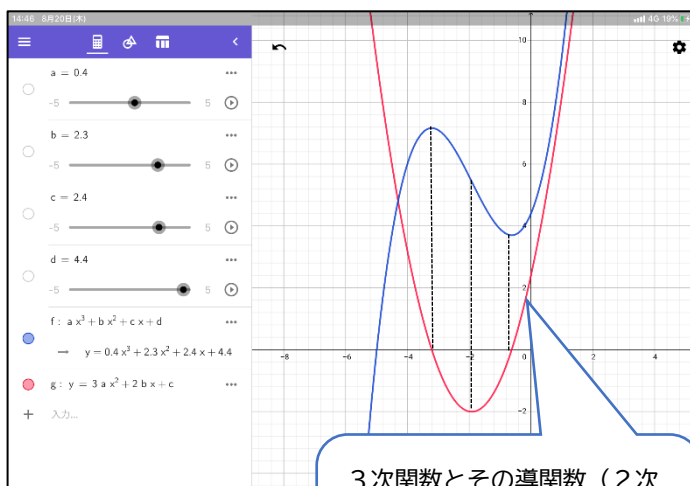 14:46 8月20日(木)
4G 19%
a = 0.4
-5 5
b = 2.3
-5 5
c = 2.4
-5 5
d = 4.4
-5 5
f : a x³ + b x² + c x + d
→ y = 0.4 x³ + 2.3 x² + 2.4 x + 4.4
g : y = 3 a x² + 2 b x + c
+ 入力...
10
8
6
4
2
-8 -6 -4 -2 0 2 4
-2
3次関数とその導関数(2次